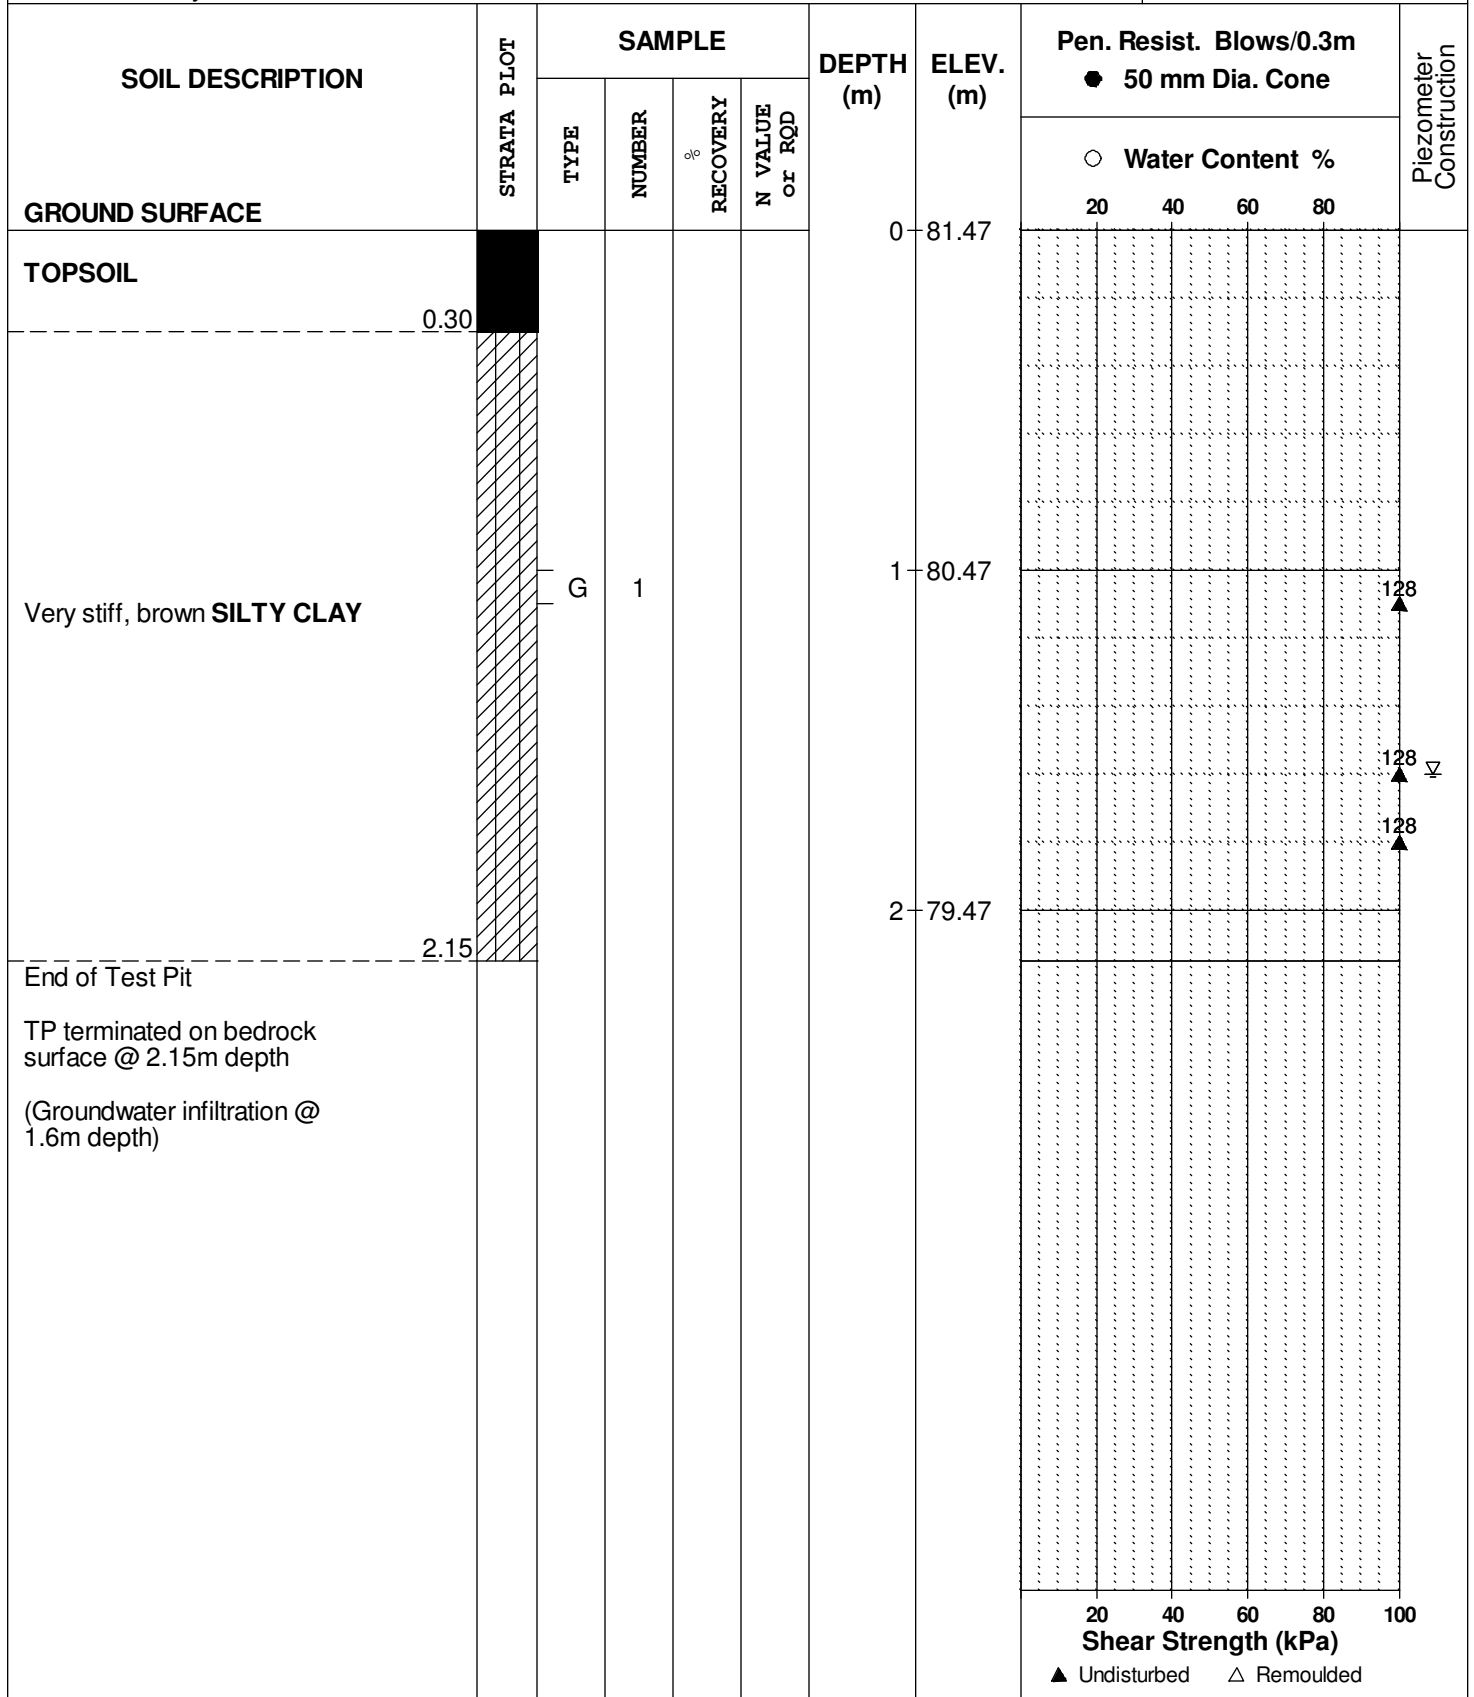 SOIL DESCRIPTION
GROUND SURFACE
STRATA PLOT
SAMPLE
TYPE
NUMBER
%
RECOVERY
N VALUE
or RQD
DEPTH
(m)
ELEV.
(m)
Pen. Resist. Blows/0.3m
● 50 mm Dia. Cone
○ Water Content %
20 40 60 80
Piezometer
Construction
0 81.47
TOPSOIL
0.30
1 80.47
G 1
128
Very stiff, brown SILTY CLAY
128
128
2 79.47
2.15
End of Test Pit
TP terminated on bedrock
surface @ 2.15m depth
(Groundwater infiltration @
1.6m depth)
20 40 60 80 100
Shear Strength (kPa)
▲ Undisturbed △ Remoulded